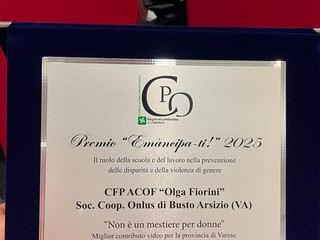 CPO
Regione Lombardia
Premio "Emàncipa-ti!" 2025
Il ruolo della scuola e del lavoro nella prevenzione
delle disparità e della violenza di genere
CFP ACOF "Olga Fiorini"
Soc. Coop. Onlus di Busto Arsizio (VA)
"Non è un mestiere per donne"
Miglior contributo video per la provincia di Varese